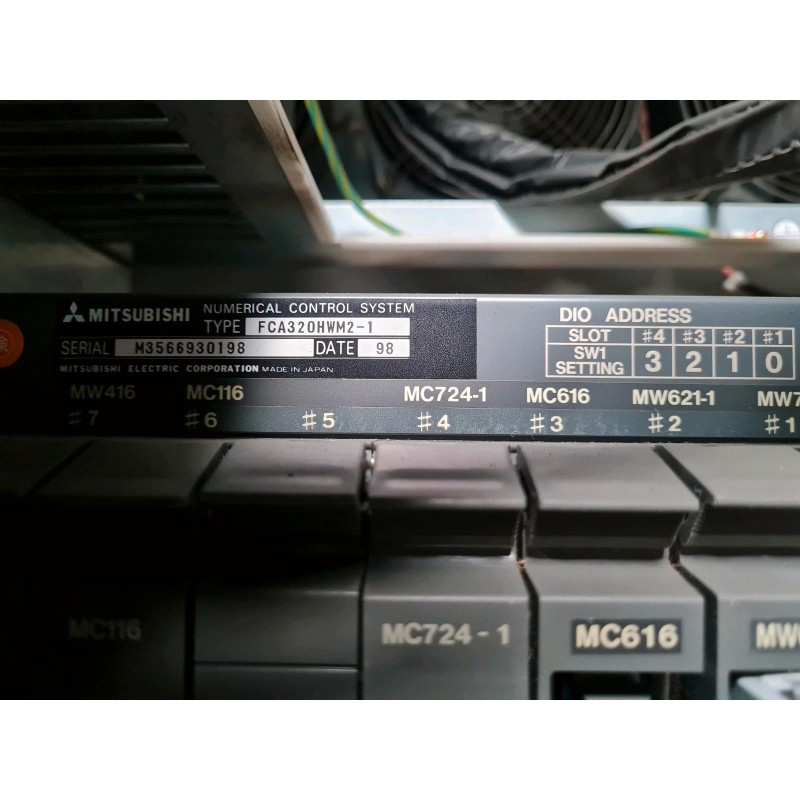 MITSUBISHI NUMERICAL CONTROL SYSTEM
TYPE FCA320HWM2-1
SERIAL M3566930198 DATE 98
MITSUBISHI ELECTRIC CORPORATION MADE IN JAPAN
DIO ADDRESS
SLOT #4 #3 #2 #1
SW1 SETTING 3 2 1 0
MW416 MC116 MC724-1 MC616 MW621-1 MW7
#7 #6 #5 #4 #3 #2 #1
MC116 MC724-1 MC616 MW6